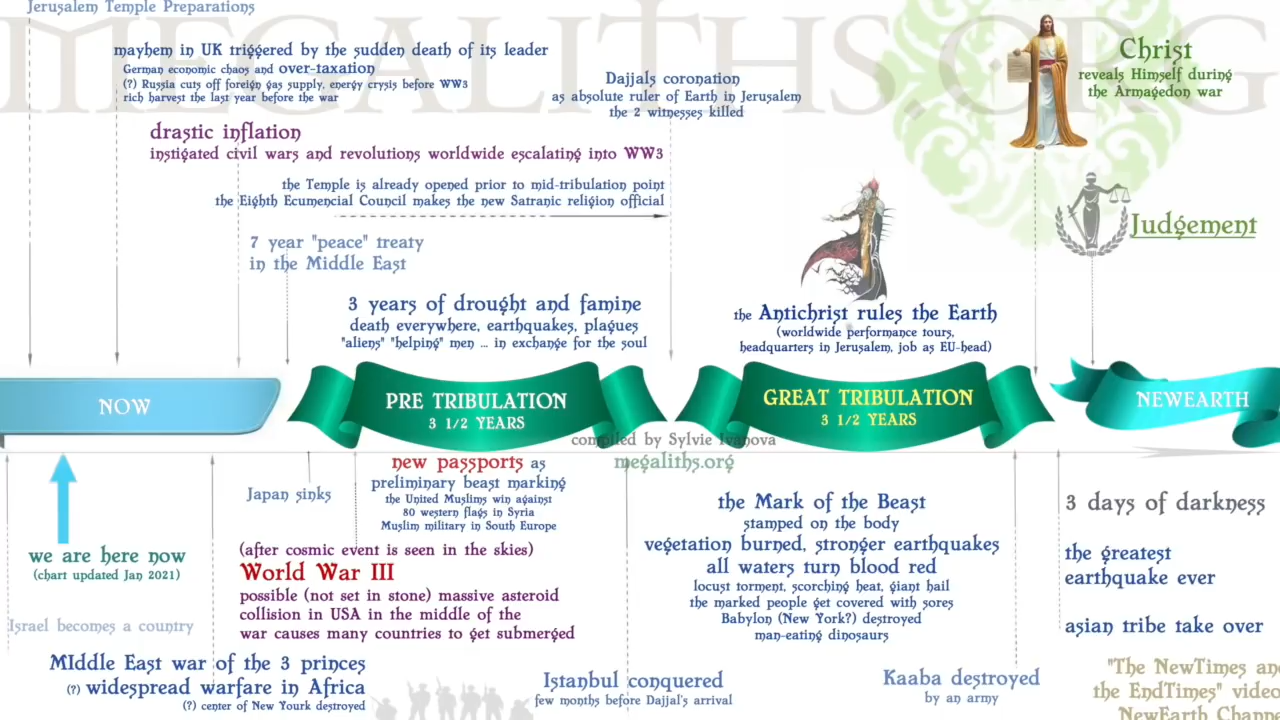 Jerusalem Temple Preparations
MEGALITHS.ORG
mayhem in UK triggered by the sudden death of its leader
German economic chaos and over-taxation
(?) Russia cuts off foreign gas supply, energy crisis before WW3
rich harvest the last year before the war
Dajjals coronation
as absolute ruler of Earth in Jerusalem
the 2 witnesses killed
Christ
reveals Himself during
the Armagedon war
drastic inflation
instigated civil wars and revolutions worldwide escalating into WW3
the Temple is already opened prior to mid-tribulation point
the Eighth Ecumencial Council makes the new Satranic religion official
Judgement
7 year "peace" treaty
in the Middle East
3 years of drought and famine
death everywhere, earthquakes, plagues
"aliens" "helping" men ... in exchange for the soul
the Antichrist rules the Earth
(worldwide performance tours,
headquarters in Jerusalem, job as EU-head)
NOW
PRE TRIBULATION
3 1/2 YEARS
GREAT TRIBULATION
3 1/2 YEARS
NEWEARTH
compiled by Sylvie Ivanova
megaliths.org
new passports as
preliminary beast marking
the United Muslims win against
80 western flags in Syria
Muslim military in South Europe
Japan sinks
we are here now
(chart updated Jan 2021)
Israel becomes a country
(after cosmic event is seen in the skies)
World War III
possible (not set in stone) massive asteroid
collision in USA in the middle of the
war causes many countries to get submerged
the Mark of the Beast
stamped on the body
vegetation burned, stronger earthquakes
all waters turn blood red
locust torment, scorching heat, giant hail
the marked people get covered with sores
Babylon (New York?) destroyed
man-eating dinosaurs
3 days of darkness
the greatest
earthquake ever
asian tribe take over
MIddle East war of the 3 princes
(?) widespread warfare in Africa
(?) center of New Yourk destroyed
Istanbul conquered
few months before Dajjal's arrival
Kaaba destroyed
by an army
"The NewTimes an
the EndTimes" video
NewEarth Channe